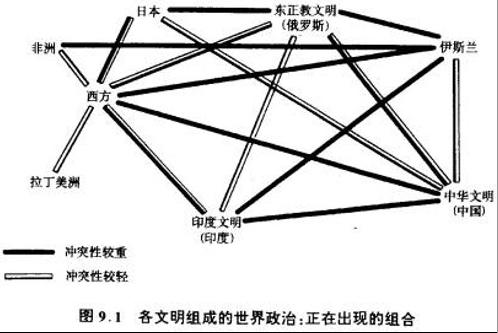 日本
东正教文明
(俄罗斯)
非洲
伊斯兰
西方
拉丁美洲
中华文明
(中国)
印度文明
(印度)
冲突性较重
冲突性较轻
图 9.1 各文明组成的世界政治:正在出现的组合